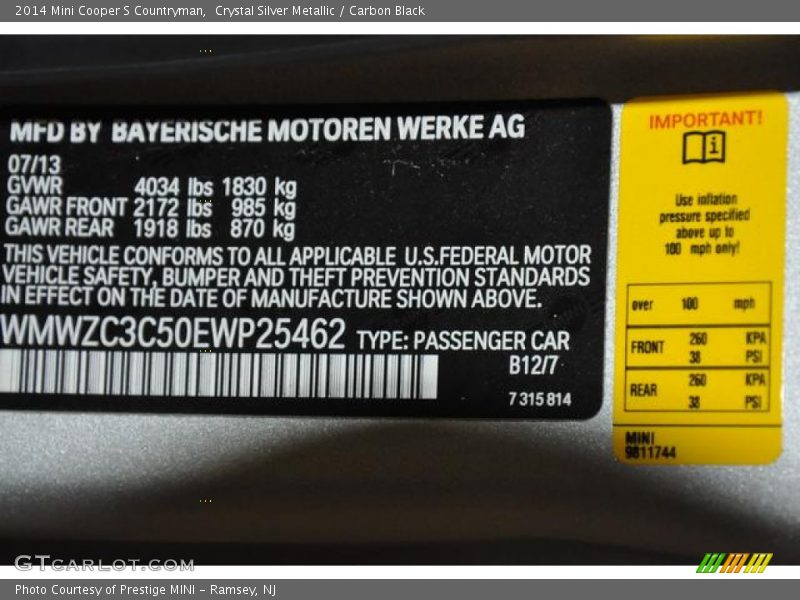 2014 Mini Cooper S Countryman, Crystal Silver Metallic / Carbon Black
MFD BY BAYERISCHE MOTOREN WERKE AG
07/13
GVWR 4034 lbs 1830 kg
GAWR FRONT 2172 lbs 985 kg
GAWR REAR 1918 lbs 870 kg
THIS VEHICLE CONFORMS TO ALL APPLICABLE U.S.FEDERAL MOTOR
VEHICLE SAFETY, BUMPER AND THEFT PREVENTION STANDARDS
IN EFFECT ON THE DATE OF MANUFACTURE SHOWN ABOVE.
WMWZC3C50EWP25462 TYPE: PASSENGER CAR
B12/7
7 315 814
IMPORTANT!
i
Use inflation
pressure specified
above up to
100 mph only!
over 100 mph
FRONT 260 KPA
38 PSI
REAR 260 KPA
38 PSI
MINI
9811744
GTCARLOT.COM
Photo Courtesy of Prestige MINI - Ramsey, NJ